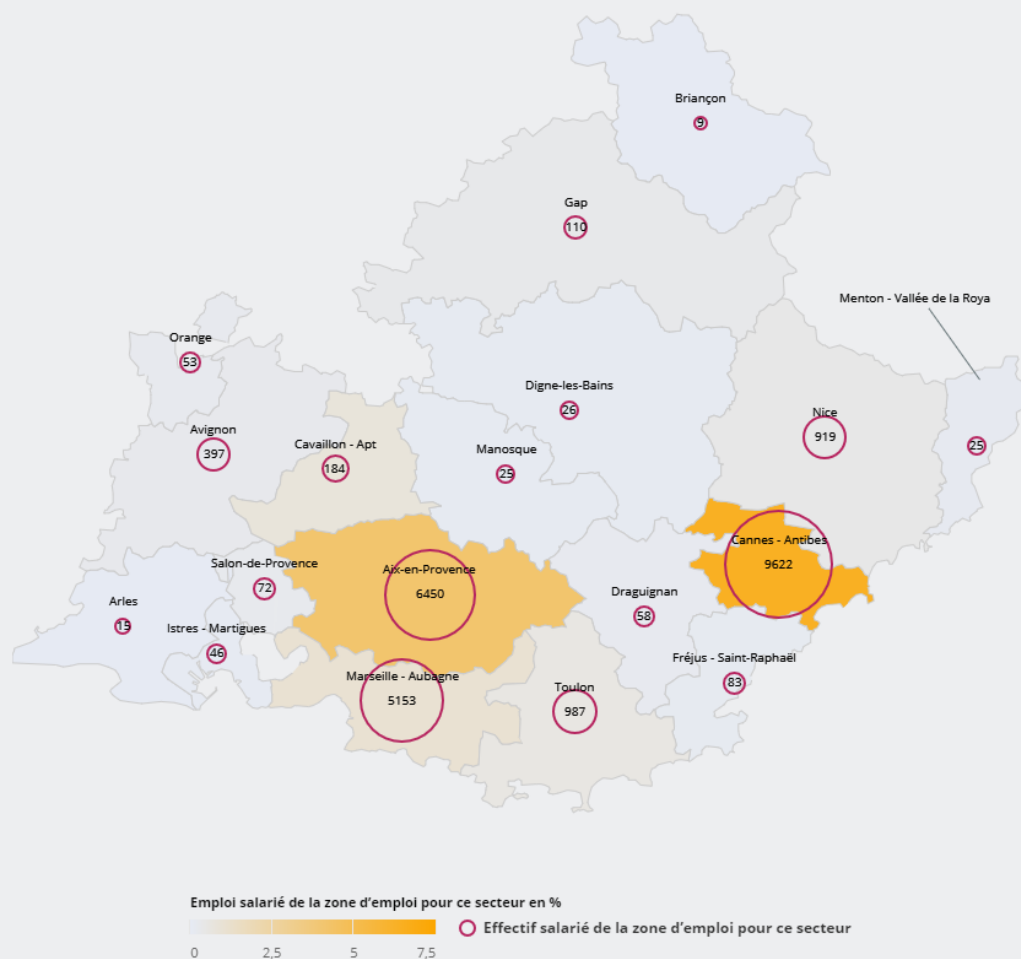 Briançon
9
Gap
110
Menton - Vallée de la Roya
Orange
53
Digne-les-Bains
26
Nice
919
Avignon
397
Cavaillon - Apt
184
Manosque
25
25
Cannes - Antibes
9622
Salon-de-Provence
72
Aix-en-Provence
6450
Draguignan
58
Arles
15
Istres - Martigues
46
Fréjus - Saint-Raphaël
83
Marseille - Aubagne
5153
Toulon
987
Emploi salarié de la zone d’emploi pour ce secteur en %
Effectif salarié de la zone d’emploi pour ce secteur
0 2,5 5 7,5